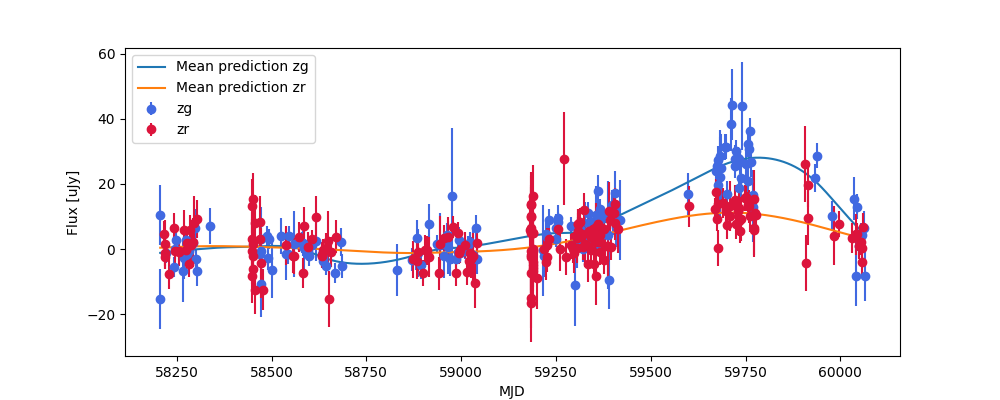 60
40
20
0
−20
Flux [uJy]
Mean prediction zg
Mean prediction zr
zg
zr
58250 58500 58750 59000 59250 59500 59750 60000
MJD